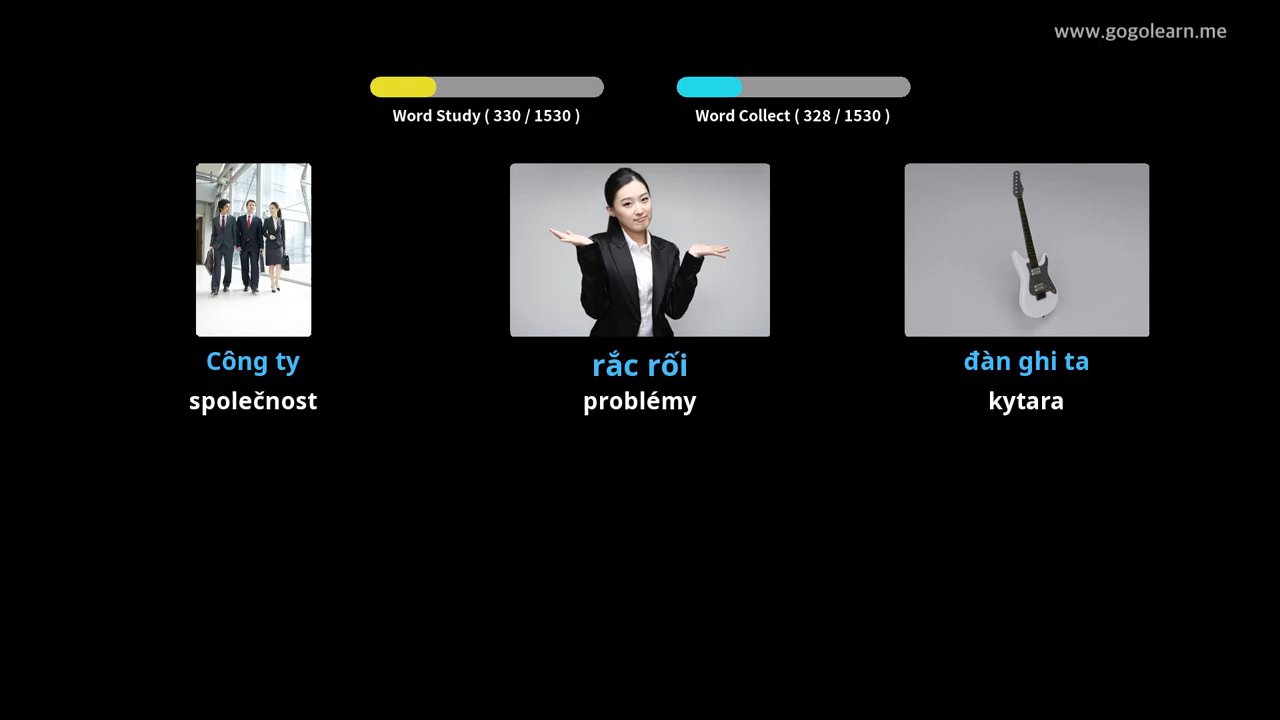 www.gogolearn.me
Word Study ( 330 / 1530 )
Word Collect ( 328 / 1530 )
Công ty
rắc rối
đàn ghi ta
společnost
problémy
kytara